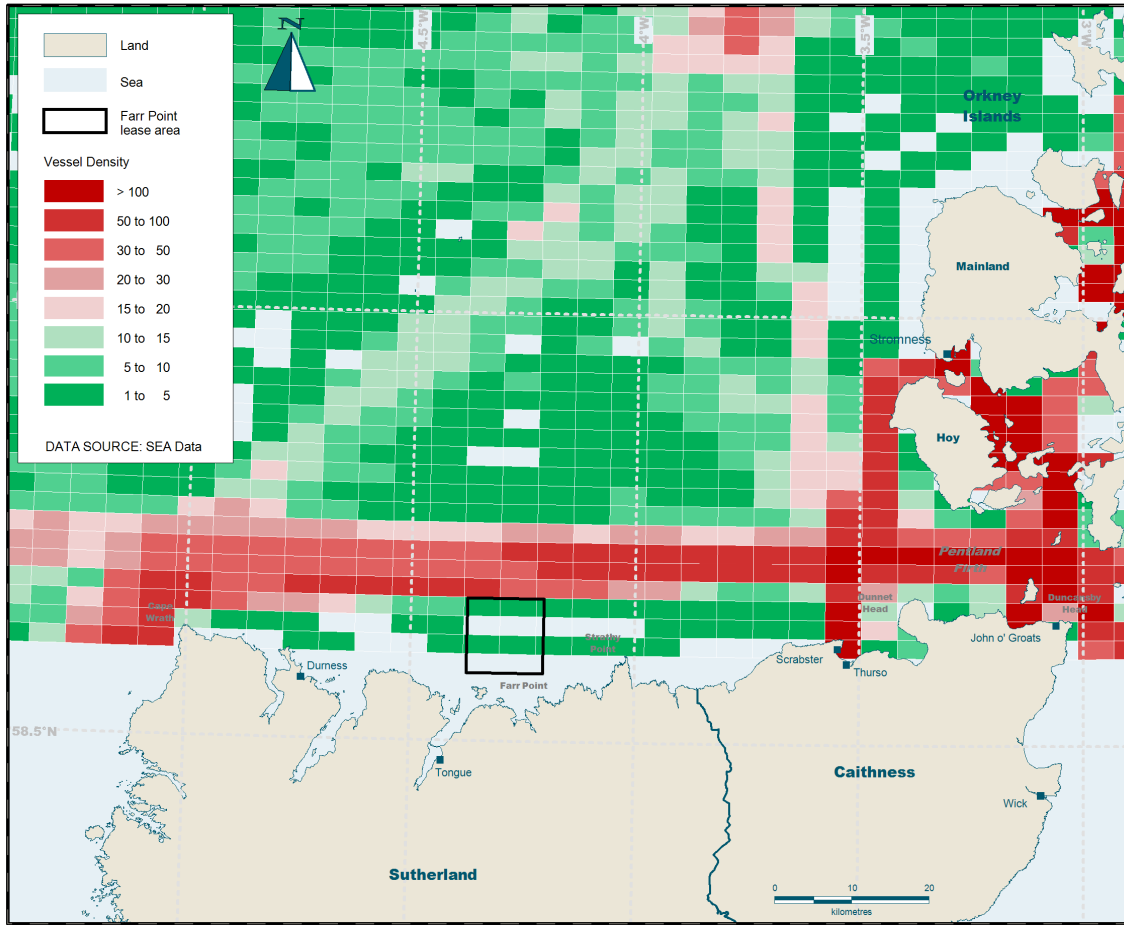 Land
Sea
Farr Point
lease area
Vessel Density
> 100
50 to 100
30 to 50
20 to 30
15 to 20
10 to 15
5 to 10
1 to 5
DATA SOURCE: SEA Data
N
4.5°W
4°W
3.5°W
3°W
Orkney
Islands
Mainland
Stromness
Hoy
Pentland
Firth
Cape
Wrath
Dunnet
Head
Duncansby
Head
John o' Groats
Strathy
Point
Scrabster
Thurso
Durness
Farr Point
58.5°N
Tongue
Caithness
Wick
Sutherland
0 10 20
kilometres